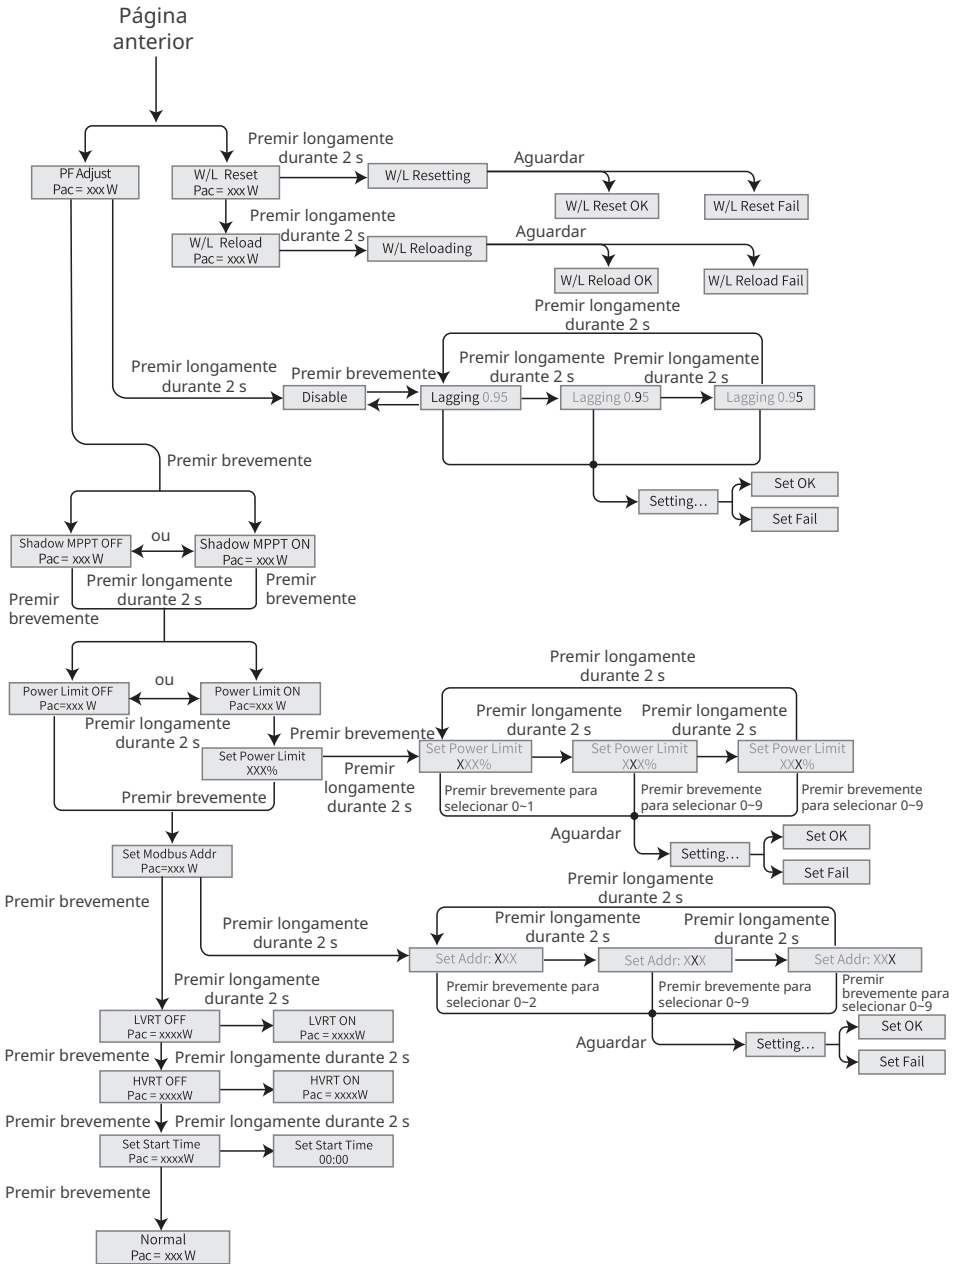 Página
anterior
Premir longamente
durante 2 s
Aguardar
PF Adjust
Pac = xxx W
W/L Reset
Pac = xxx W
W/L Resetting
W/L Reset OK
W/L Reset Fail
Premir longamente
durante 2 s
Aguardar
W/L Reload
Pac = xxx W
W/L Reloading
W/L Reload OK
W/L Reload Fail
Premir longamente
durante 2 s
Premir longamente
durante 2 s
Premir brevemente
Premir longamente
durante 2 s
Premir longamente
durante 2 s
Disable
Lagging 0.95
Lagging 0.95
Lagging 0.95
Premir brevemente
Setting...
Set OK
Set Fail
Shadow MPPT OFF
Pac = xxx W
ou
Shadow MPPT ON
Pac = xxx W
Premir
brevemente
Premir longamente
durante 2 s
Premir
brevemente
Power Limit OFF
Pac=xxx W
ou
Power Limit ON
Pac=xxx W
Premir longamente
durante 2 s
Premir longamente
durante 2 s
Premir longamente
durante 2 s
Premir longamente
durante 2 s
Premir brevemente
Set Power Limit
XXX%
Premir
longamente
durante 2 s
Set Power Limit
XXX%
Set Power Limit
XXX%
Set Power Limit
XXX%
Premir brevemente
Premir brevemente para
selecionar 0~1
Premir brevemente
para selecionar 0~9
Premir brevemente
para selecionar 0~9
Aguardar
Setting...
Set OK
Set Fail
Set Modbus Addr
Pac=xxx W
Premir brevemente
Premir longamente
durante 2 s
Premir longamente
durante 2 s
Premir longamente
durante 2 s
Premir longamente
durante 2 s
Set Addr: XXX
Set Addr: XXX
Set Addr: XXX
Premir brevemente para
selecionar 0~2
Premir brevemente para
selecionar 0~9
Premir
brevemente para
selecionar 0~9
Aguardar
Setting...
Set OK
Set Fail
Premir longamente
durante 2 s
LVRT OFF
Pac = xxxxW
LVRT ON
Pac = xxxxW
Premir brevemente
Premir longamente durante 2 s
HVRT OFF
Pac = xxxxW
HVRT ON
Pac = xxxxW
Premir brevemente
Premir longamente durante 2 s
Set Start Time
Pac = xxxxW
Set Start Time
00:00
Premir brevemente
Normal
Pac = xxx W